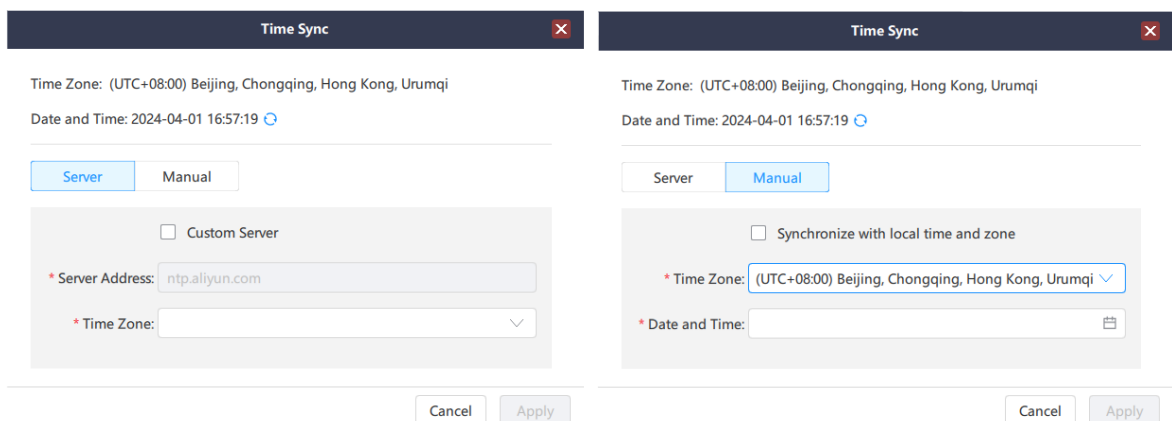 Time Sync
Time Zone: (UTC+08:00) Beijing, Chongqing, Hong Kong, Urumqi
Date and Time: 2024-04-01 16:57:19
Server Manual
Custom Server
* Server Address: ntp.aliyun.com
* Time Zone:
Cancel Apply
Time Sync
Time Zone: (UTC+08:00) Beijing, Chongqing, Hong Kong, Urumqi
Date and Time: 2024-04-01 16:57:19
Server Manual
Synchronize with local time and zone
* Time Zone: (UTC+08:00) Beijing, Chongqing, Hong Kong, Urumqi
* Date and Time:
Cancel Apply